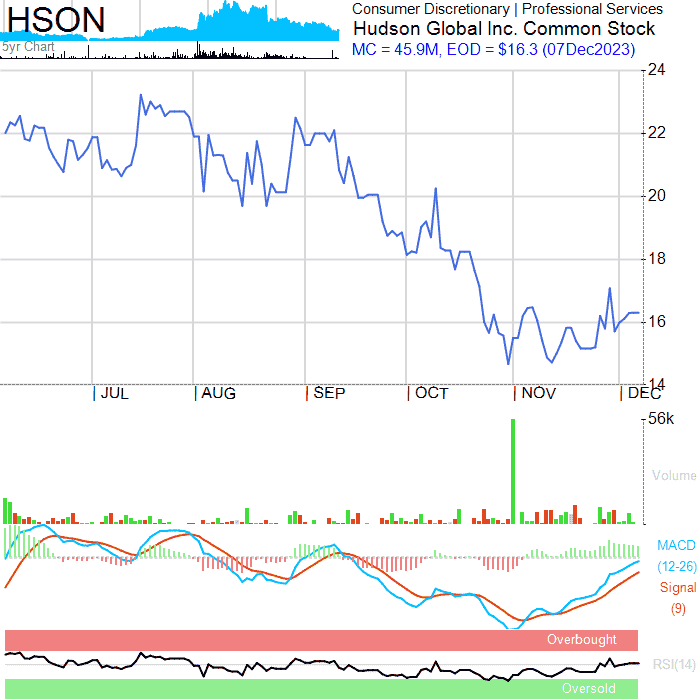 HSON
5yr Chart
Consumer Discretionary | Professional Services
Hudson Global Inc. Common Stock
MC = 45.9M, EOD = $16.3 (07Dec2023)
24
22
20
18
16
14
JUL AUG SEP OCT NOV DEC
56k
Volume
MACD
(12-26)
Signal
(9)
Overbought
RSI(14)
Oversold